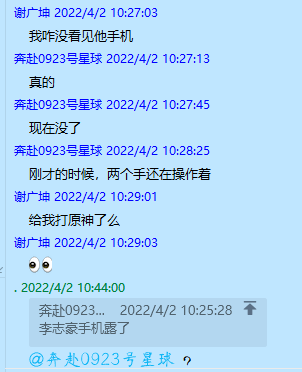 谢广坤 2022/4/2 10:27:03
我咋没看见他手机
奔赴0923号星球 2022/4/2 10:27:13
真的
奔赴0923号星球 2022/4/2 10:27:45
现在没了
奔赴0923号星球 2022/4/2 10:28:25
刚才的时候，两个手还在操作着
谢广坤 2022/4/2 10:29:01
给我打原神了么
谢广坤 2022/4/2 10:29:03
👀
. 2022/4/2 10:44:00
奔赴0923... 2022/4/2 10:25:28
李志豪手机露了
@奔赴0923号星球 ?